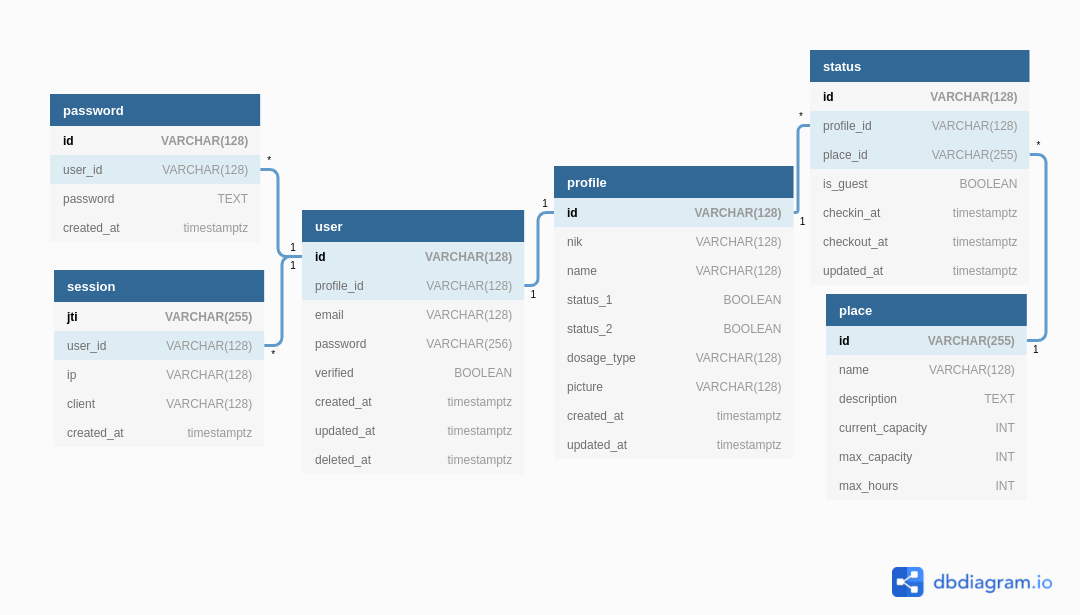 password
id VARCHAR(128)
user_id VARCHAR(128)
password TEXT
created_at timestamptz
*
session
jti VARCHAR(255)
user_id VARCHAR(128)
ip VARCHAR(128)
client VARCHAR(128)
created_at timestamptz
*
1
1
user
id VARCHAR(128)
profile_id VARCHAR(128)
email VARCHAR(128)
password VARCHAR(256)
verified BOOLEAN
created_at timestamptz
updated_at timestamptz
deleted_at timestamptz
1
1
profile
id VARCHAR(128)
nik VARCHAR(128)
name VARCHAR(128)
status_1 BOOLEAN
status_2 BOOLEAN
dosage_type VARCHAR(128)
picture VARCHAR(128)
created_at timestamptz
updated_at timestamptz
*
1
status
id VARCHAR(128)
profile_id VARCHAR(128)
place_id VARCHAR(255)
is_guest BOOLEAN
checkin_at timestamptz
checkout_at timestamptz
updated_at timestamptz
*
place
id VARCHAR(255)
name VARCHAR(128)
description TEXT
current_capacity INT
max_capacity INT
max_hours INT
1
dbdiagram.io